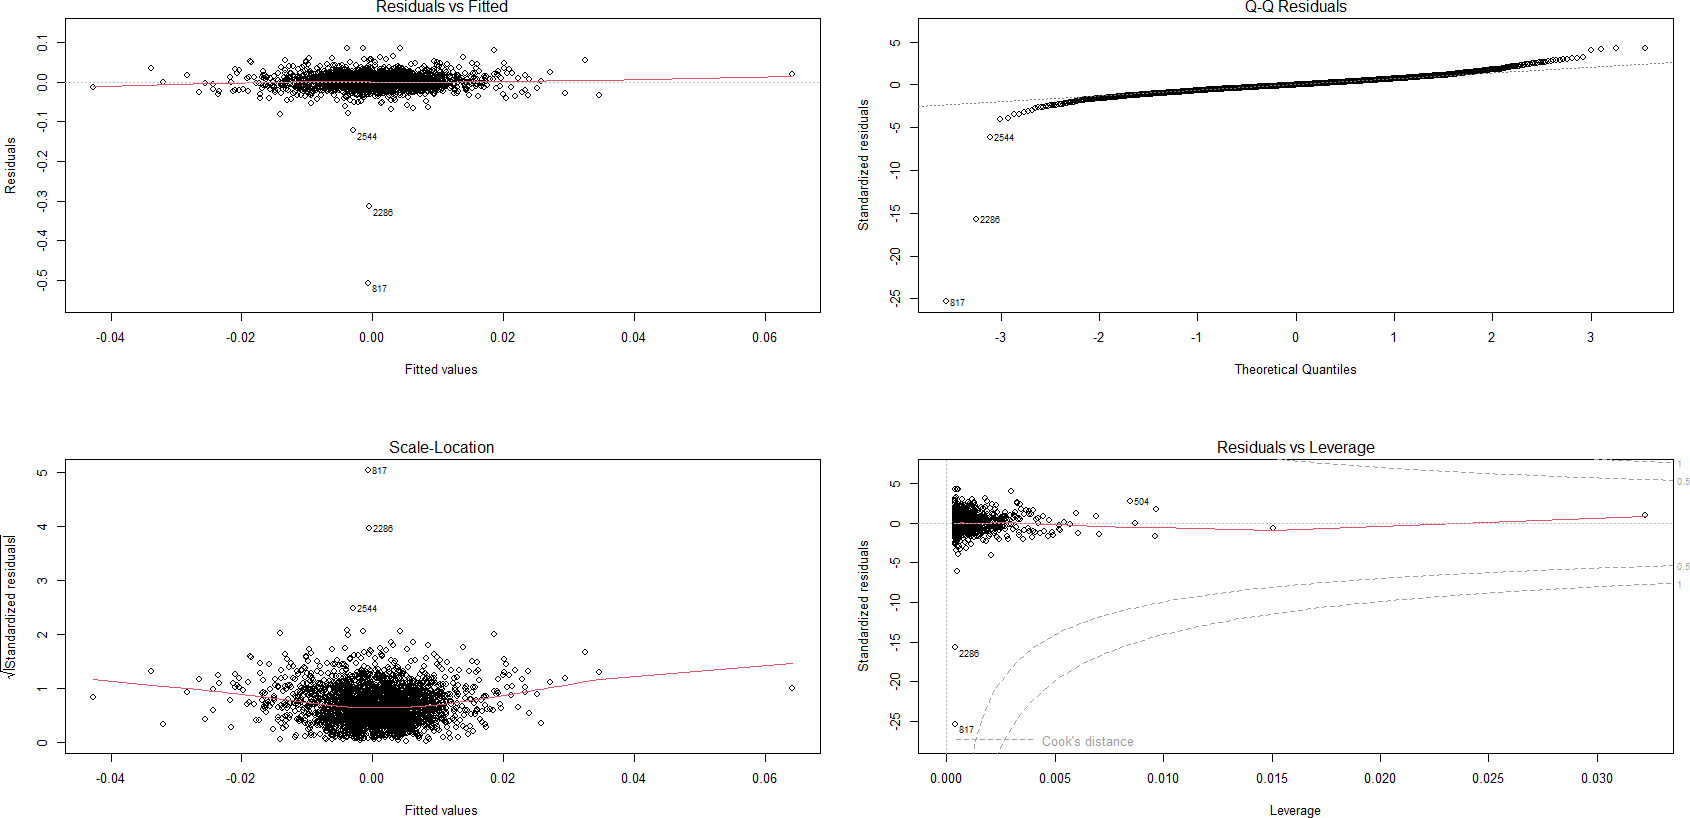 Residuals vs Fitted
Residuals
0.1
0.0
-0.1
-0.2
-0.3
-0.4
-0.5
2544
2286
817
-0.04 -0.02 0.00 0.02 0.04 0.06
Fitted values
Q-Q Residuals
Standardized residuals
5
0
-5
-10
-15
-20
-25
2544
2286
817
-3 -2 -1 0 1 2 3
Theoretical Quantiles
Scale-Location
√|Standardized residuals|
5
4
3
2
1
0
817
2286
2544
-0.04 -0.02 0.00 0.02 0.04 0.06
Fitted values
Residuals vs Leverage
Standardized residuals
5
0
-5
-10
-15
-20
-25
1
0.5
504
0.5
1
2286
817
Cook's distance
0.000 0.005 0.010 0.015 0.020 0.025 0.030
Leverage